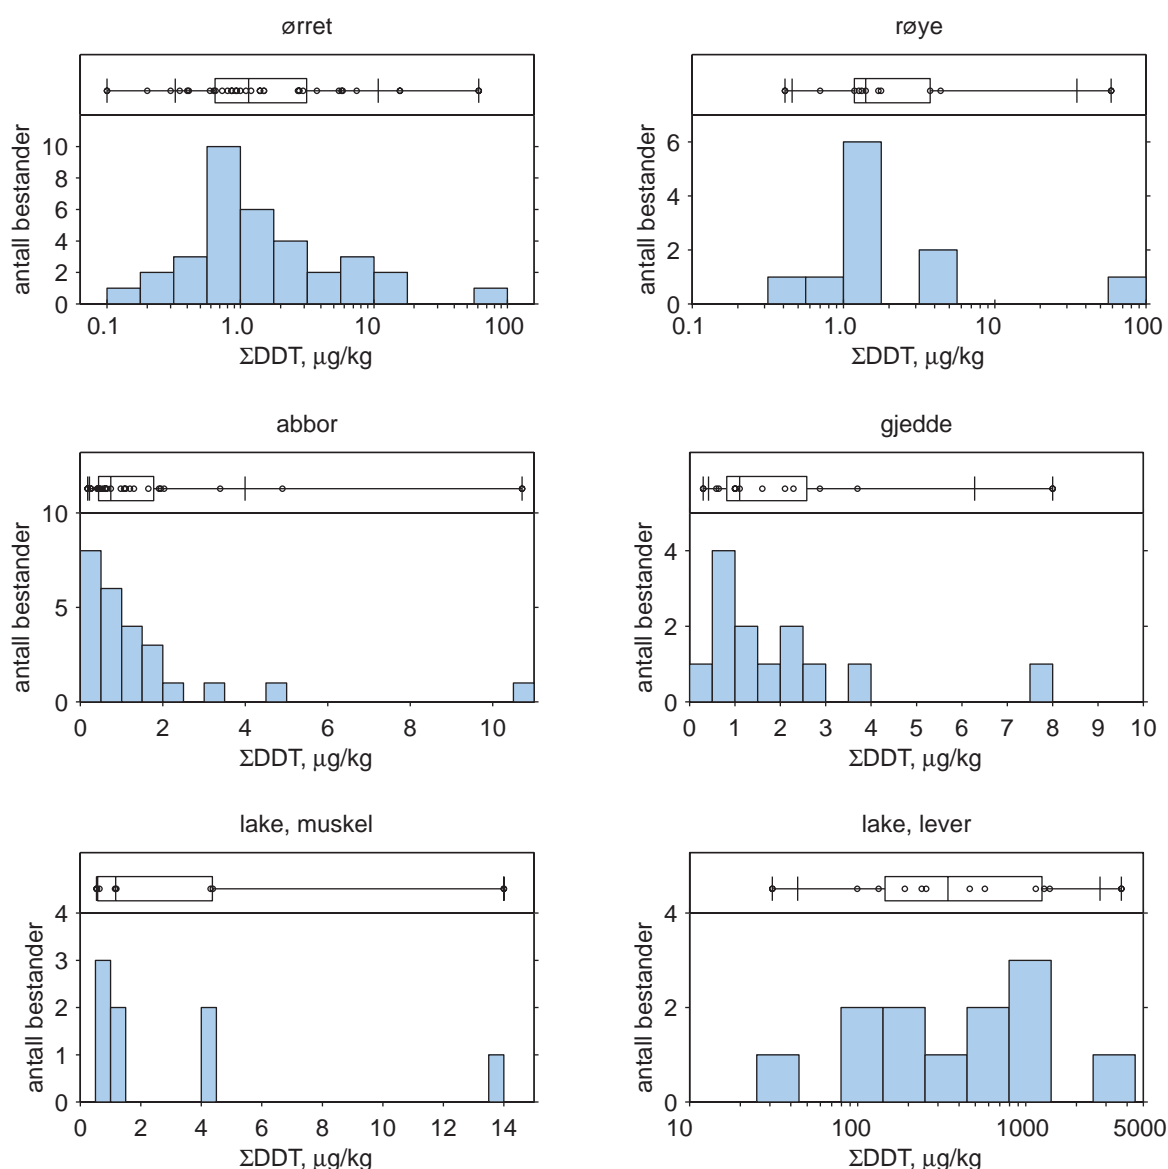 ørret
antall bestander
10
8
6
4
2
0
0.1 1.0 10 100
ΣDDT, μg/kg
røye
antall bestander
6
4
2
0
0.1 1.0 10 100
ΣDDT, μg/kg
abbor
antall bestander
10
5
0
0 2 4 6 8 10
ΣDDT, μg/kg
gjedde
antall bestander
4
2
0
0 1 2 3 4 5 6 7 8 9 10
ΣDDT, μg/kg
lake, muskel
antall bestander
4
3
2
1
0
0 2 4 6 8 10 12 14
ΣDDT, μg/kg
lake, lever
antall bestander
4
2
0
10 100 1000 5000
ΣDDT, μg/kg